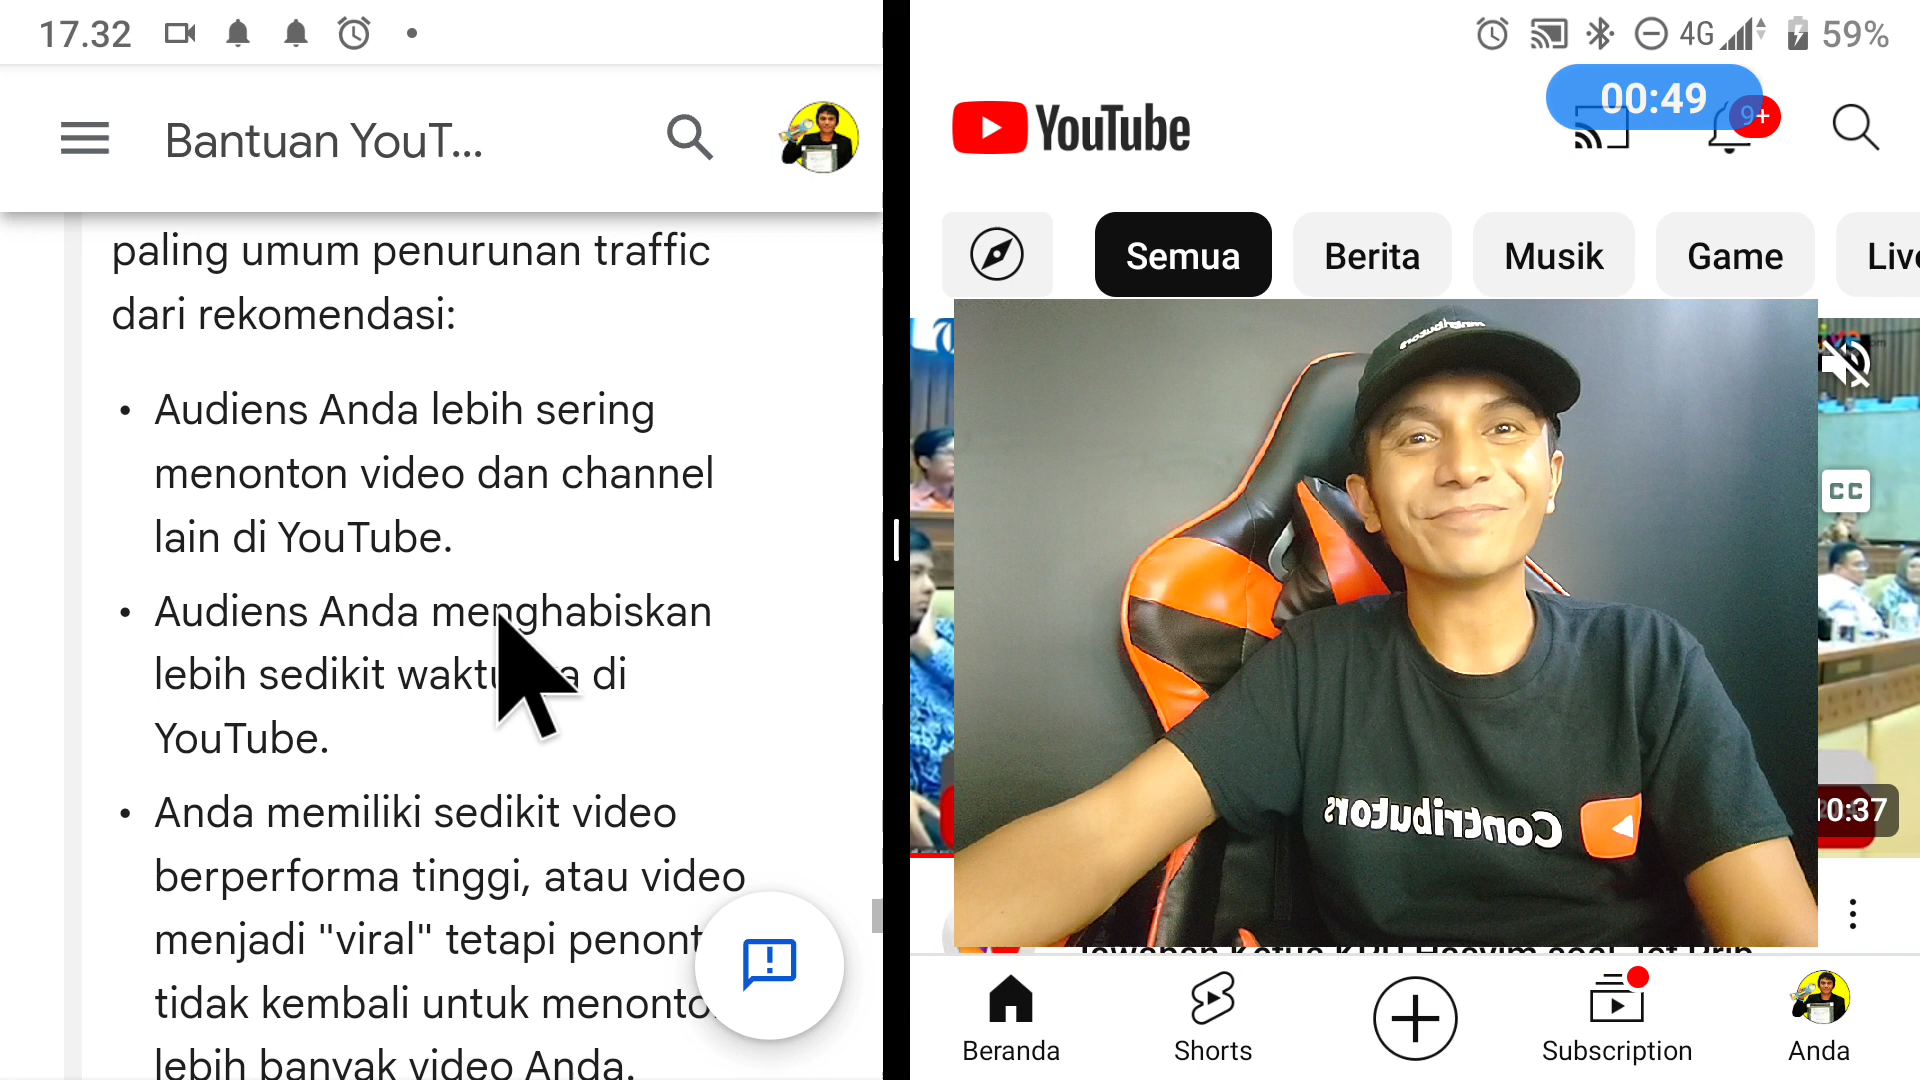 17.32
4G
59%
Bantuan YouT...
paling umum penurunan traffic
dari rekomendasi:
• Audiens Anda lebih sering
menonton video dan channel
lain di YouTube.
• Audiens Anda menghabiskan
lebih sedikit waktu di
YouTube.
• Anda memiliki sedikit video
berperforma tinggi, atau video
menjadi "viral" tetapi penont
tidak kembali untuk menonto
lebih banyak video Anda.
YouTube
00:49
9+
Semua
Berita
Musik
Game
Live
CC
Contributors
10:37
Beranda
Shorts
Subscription
Anda